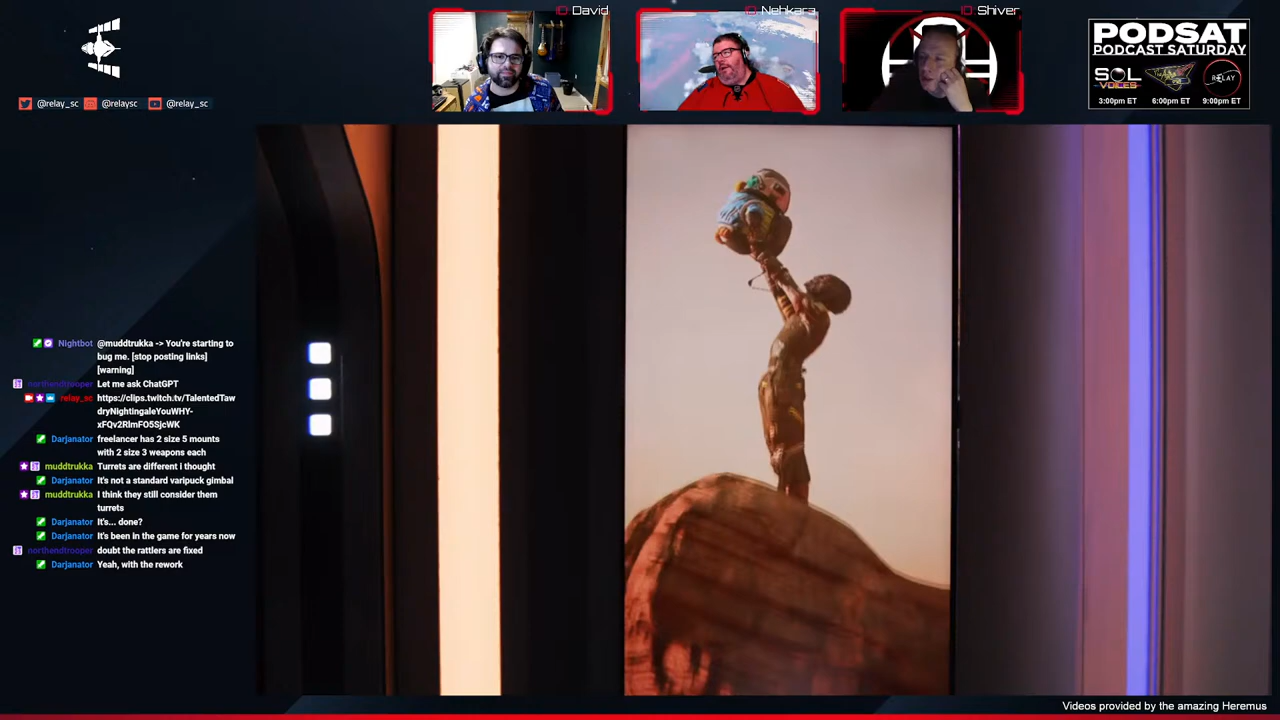 @relay_sc @relaysc @relay_sc
ID David
ID Nehkara
ID Shiver
PODSAT
PODCAST SATURDAY
SOL
VOICES
RELAY
3:00pm ET 6:00pm ET 9:00pm ET
Nightbot @muddtrukka -> You're starting to
bug me. [stop posting links]
[warning]
northendtrooper Let me ask ChatGPT
relay_sc https://clips.twitch.tv/TalentedTaw
dryNightingaleYouWHY-
xFQv2RlmFO5SjcWK
Darjanator freelancer has 2 size 5 mounts
with 2 size 3 weapons each
muddtrukka Turrets are different i thought
Darjanator It's not a standard varipuck gimbal
muddtrukka I think they still consider them
turrets
Darjanator It's... done?
Darjanator It's been in the game for years now
northendtrooper doubt the rattlers are fixed
Darjanator Yeah, with the rework
Videos provided by the amazing Heremus